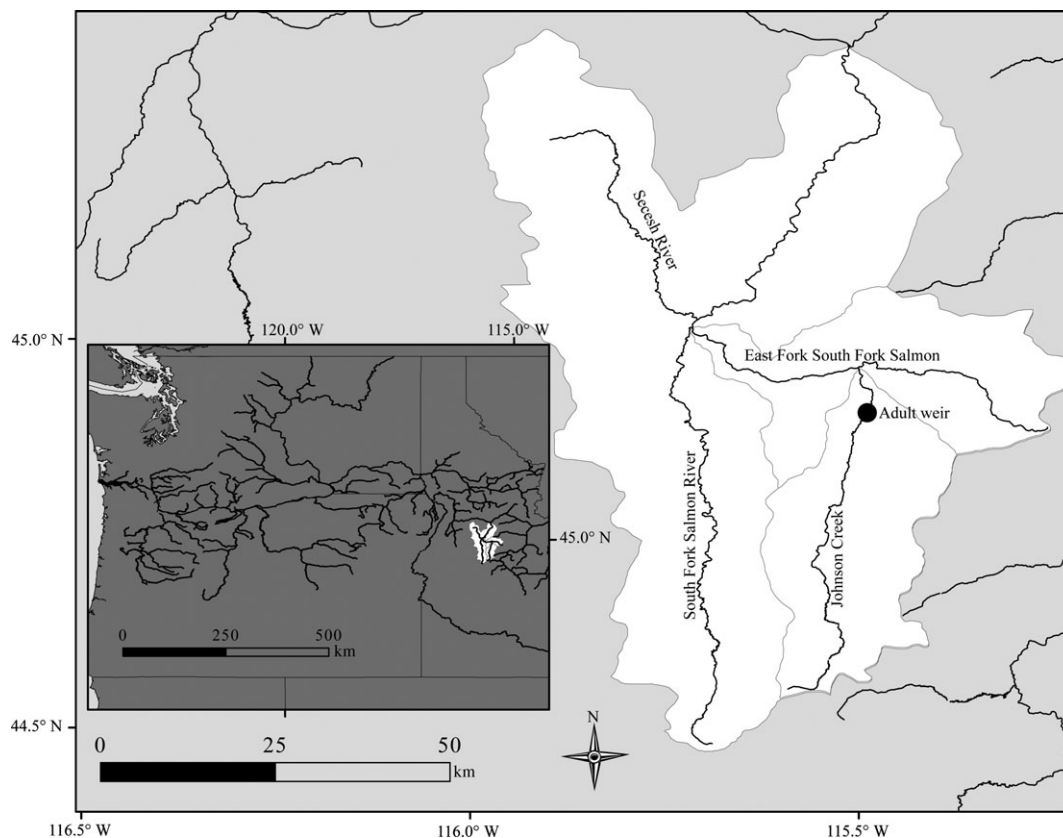 Secesh River
45.0° N
120.0° W
115.0° W
East Fork South Fork Salmon
Adult weir
South Fork Salmon River
Johnson Creek
45.0° N
0
250
500
km
44.5° N
N
0
25
50
km
116.5° W
116.0° W
115.5° W